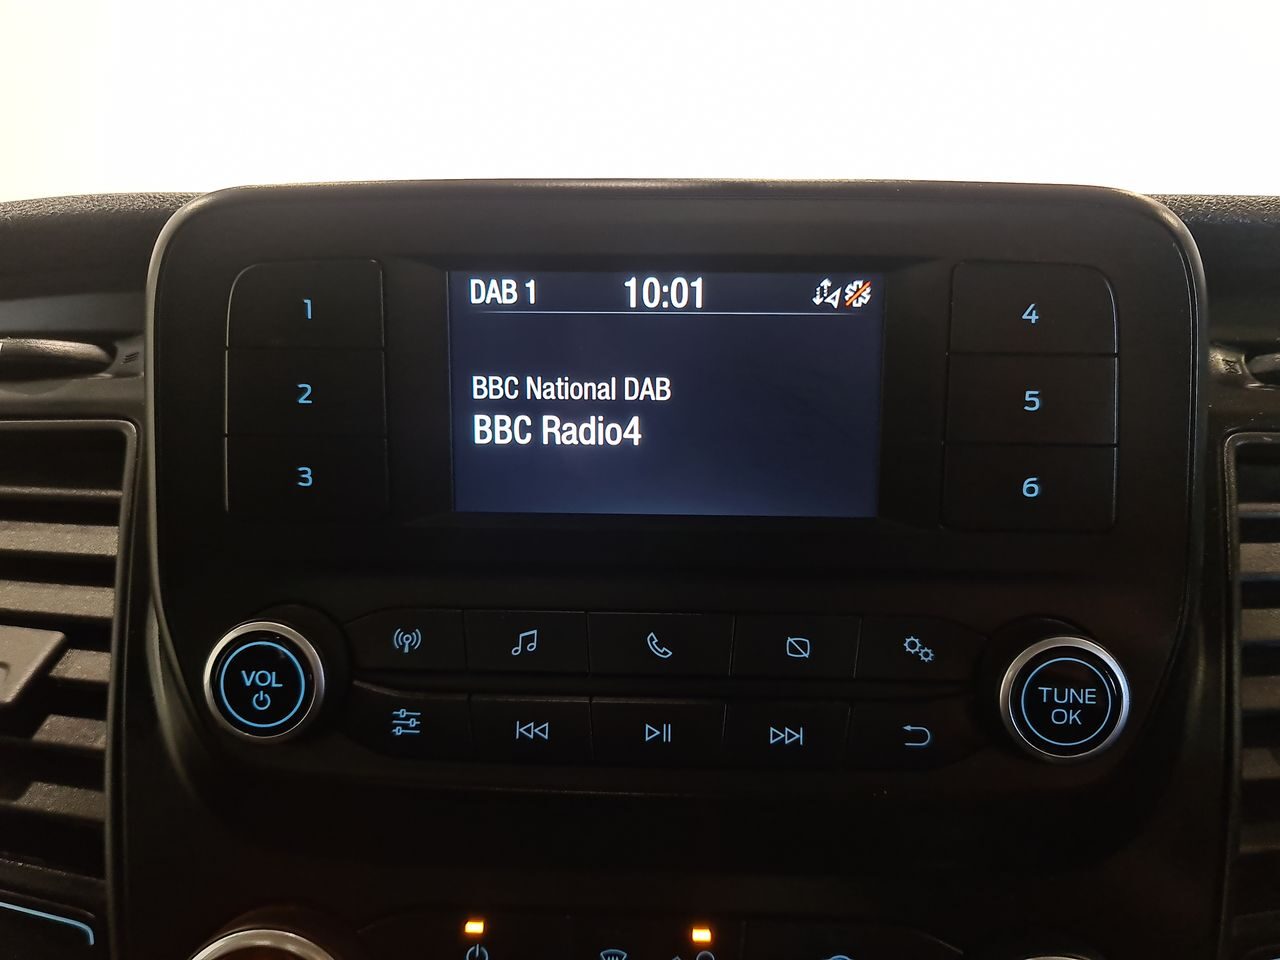 DAB 1 10:01
BBC National DAB
BBC Radio4
1
2
3
4
5
6
VOL
TUNE
OK